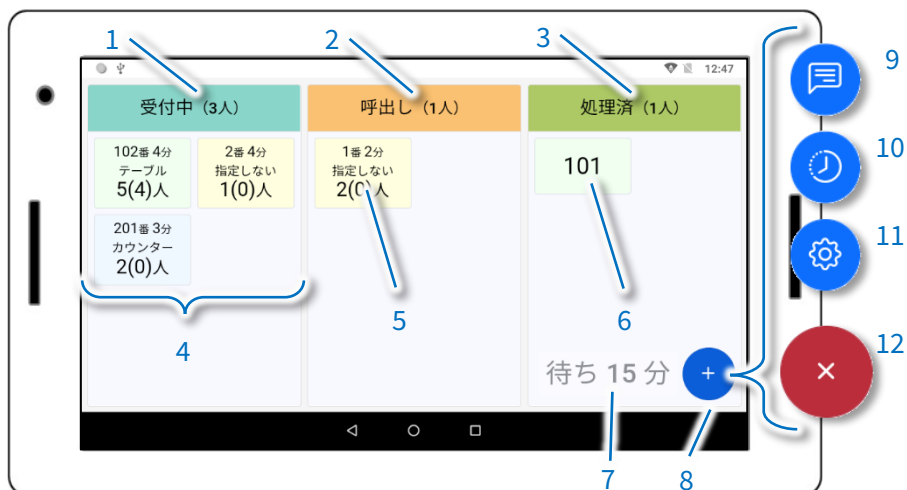 1
2
3
9
12:47
受付中（3人）
呼出し（1人）
処理済（1人）
102番 4分
テーブル
5(4)人
2番 4分
指定しない
1(0)人
1番 2分
指定しない
2(0)人
101
10
201番 3分
カウンター
2(0)人
11
4
5
6
待ち 15 分
+
12
7
8